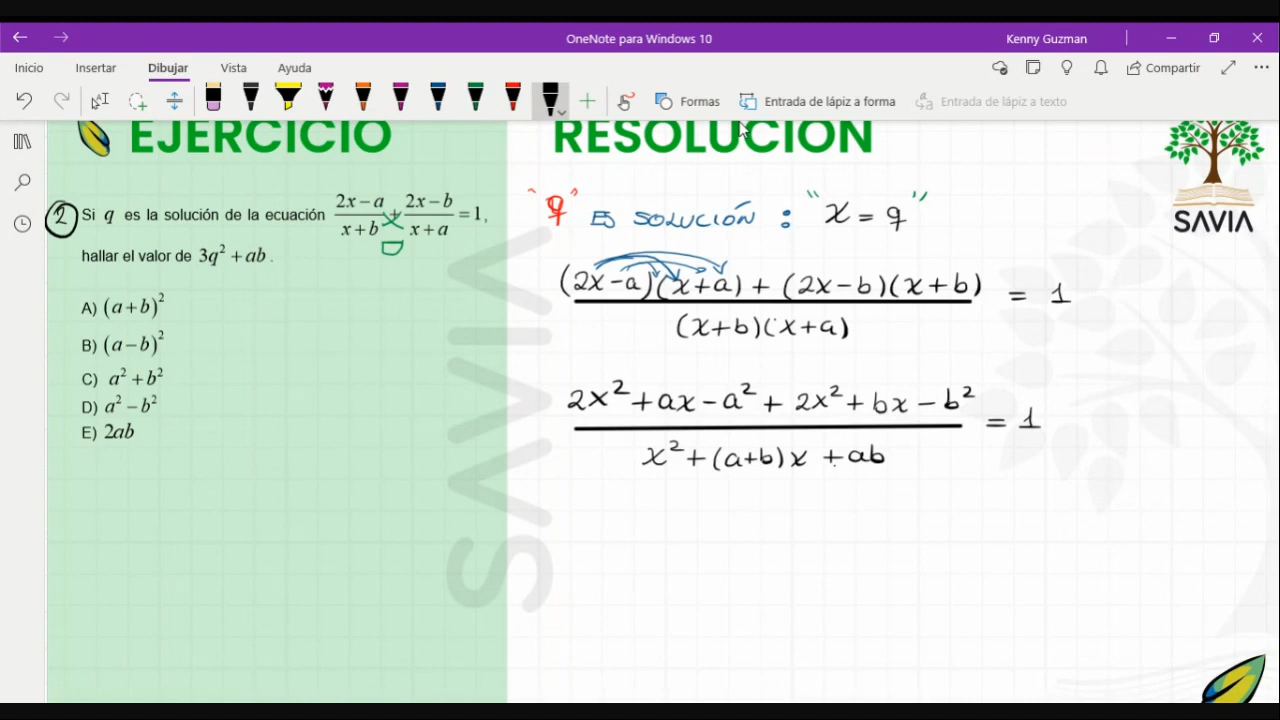 OneNote para Windows 10
Kenny Guzman
Inicio Insertar Dibujar Vista Ayuda
Compartir
Formas Entrada de lápiz a forma Entrada de lápiz a texto
EJERCICIO
RESOLUCIÓN
SAVIA
2 Si q es la solución de la ecuación (2x − a)/(x + b) + (2x − b)/(x + a) = 1,
hallar el valor de 3q² + ab.
A) (a + b)²
B) (a − b)²
C) a² + b²
D) a² − b²
E) 2ab
"q" ES SOLUCIÓN : "x = q"
((2x−a)(x+a) + (2x−b)(x+b))/((x+b)(x+a)) = 1
(2x² + ax − a² + 2x² + bx − b²)/(x² + (a+b)x + ab) = 1
SAVIA